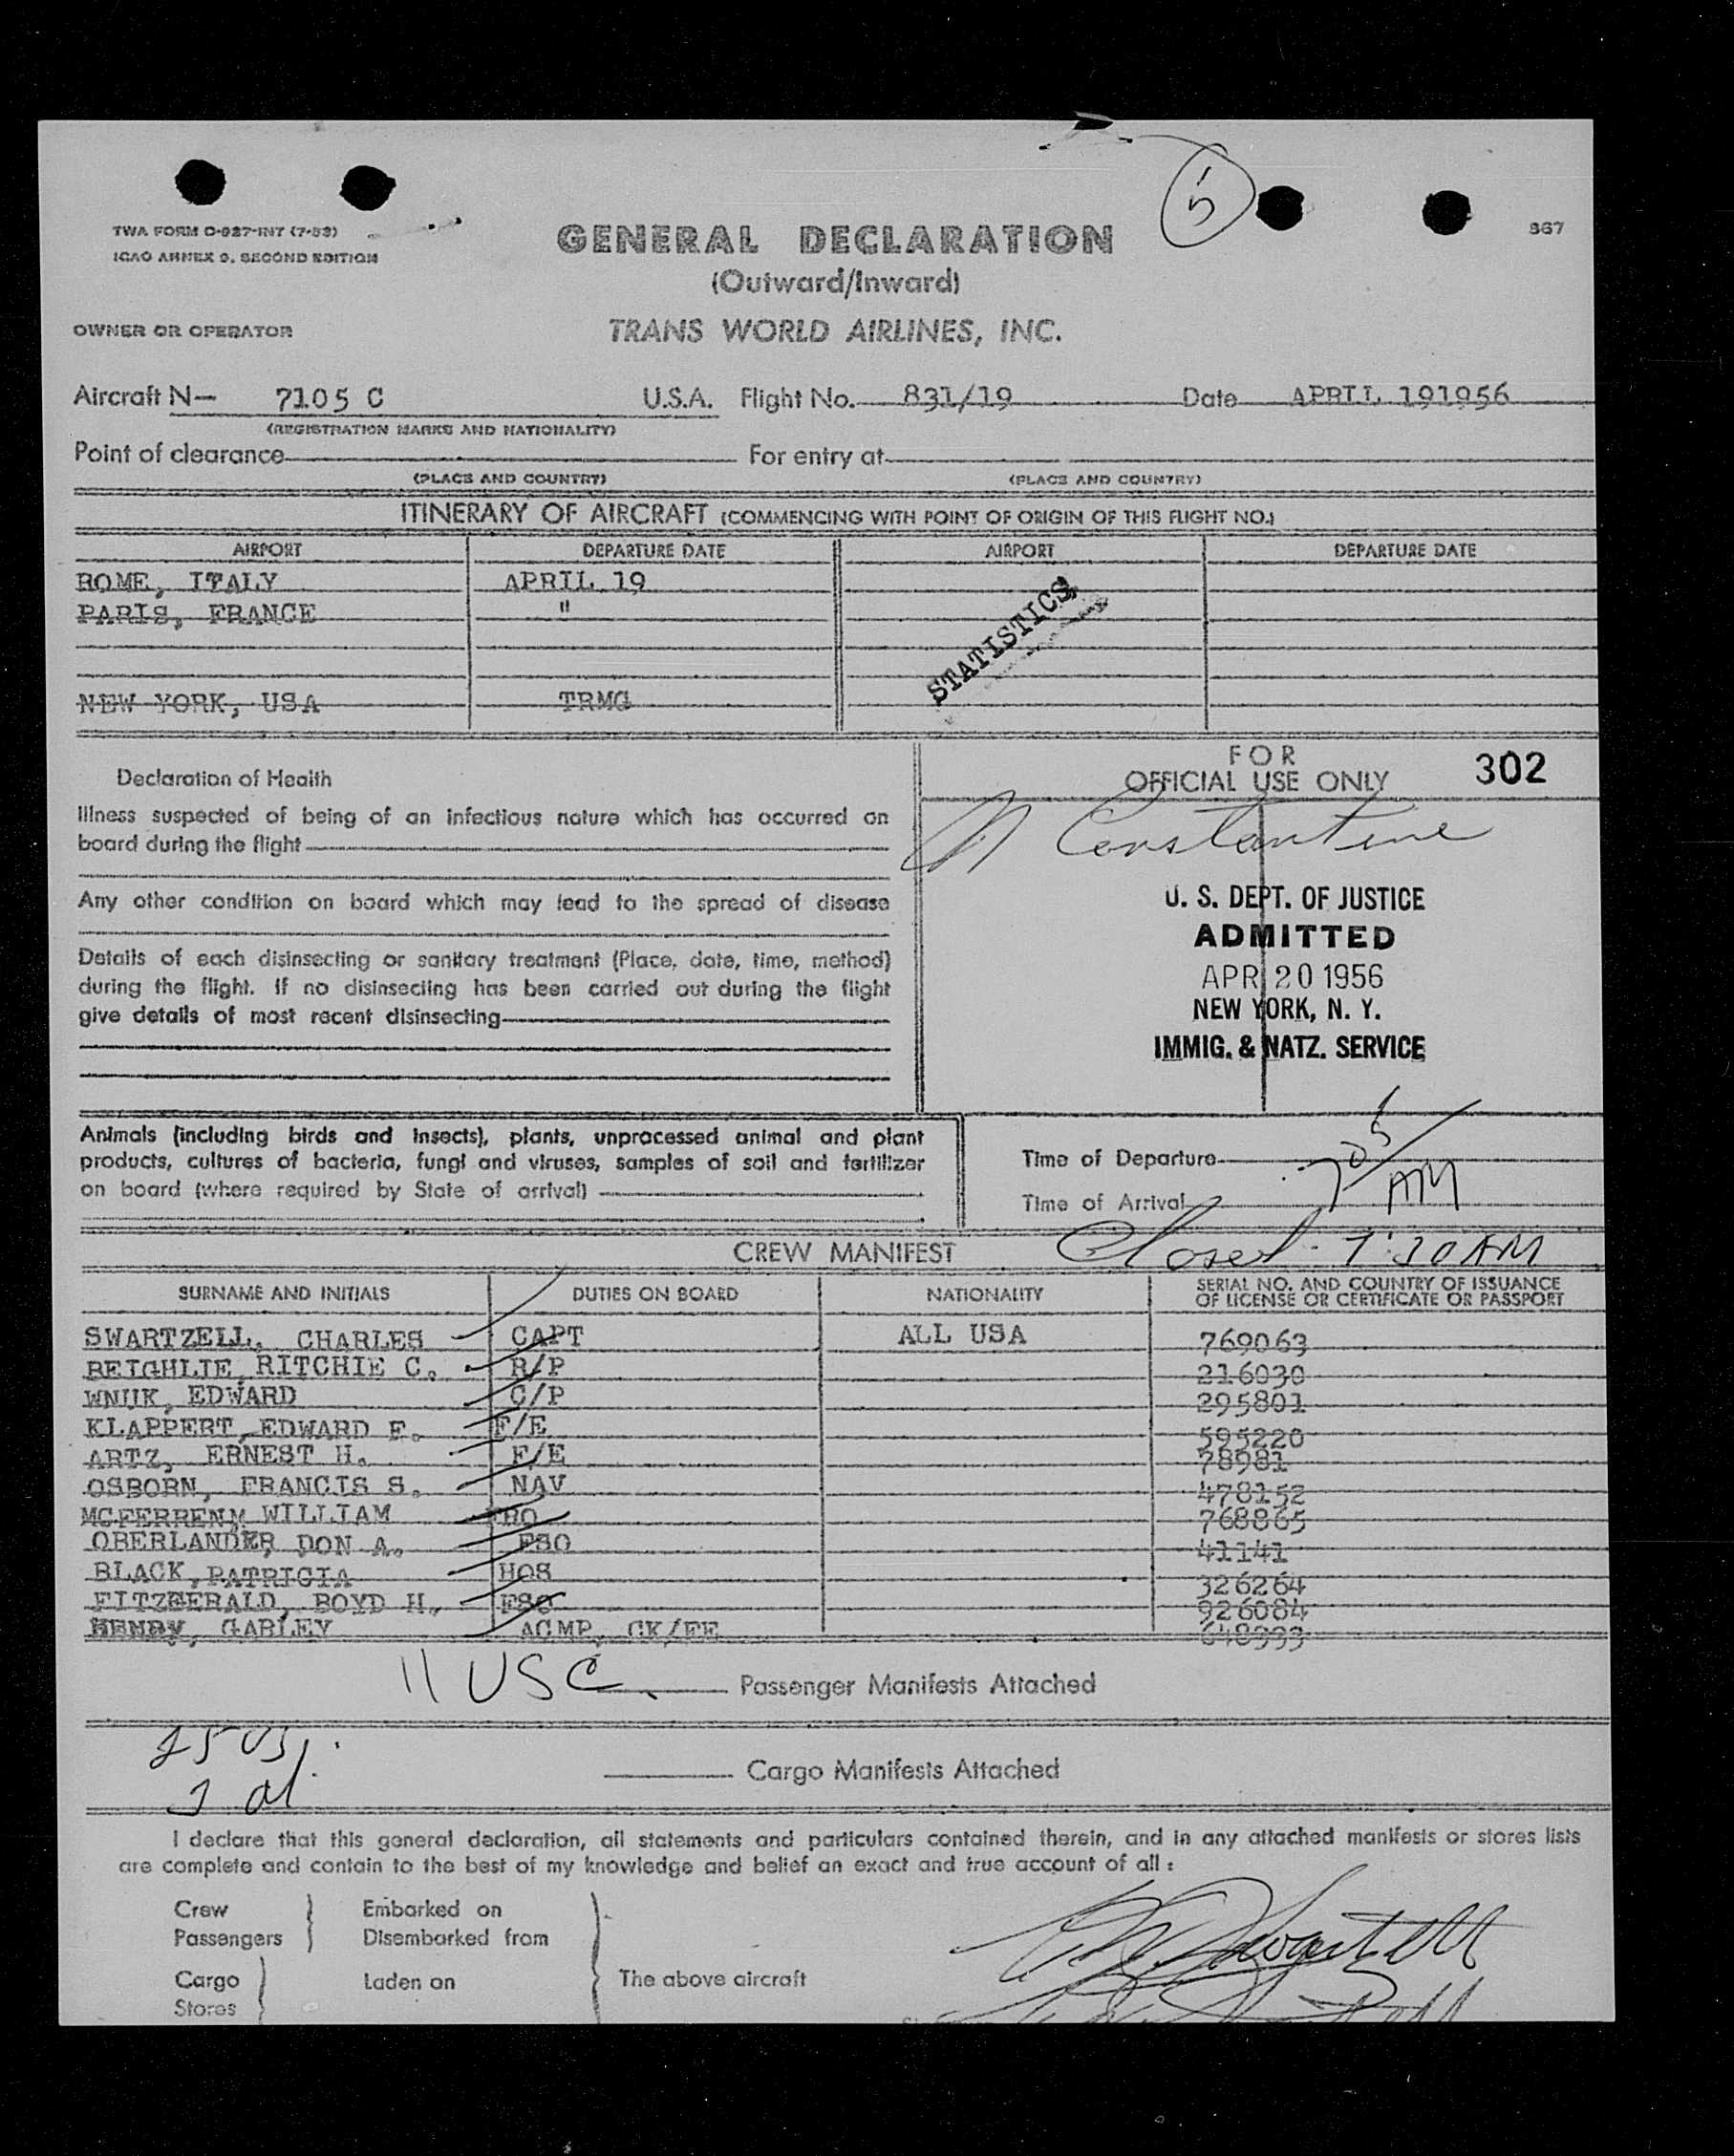 5
TWA FORM O-927-INT (7-53)
ICAO ANNEX 9, SECOND EDITION
GENERAL DECLARATION
367
(Outward/Inward)
OWNER OR OPERATOR
TRANS WORLD AIRLINES, INC.
Aircraft N— 7105 C U.S.A. Flight No. 831/19 Date APRIL 191956
(REGISTRATION MARKS AND NATIONALITY)
Point of clearance For entry at
(PLACE AND COUNTRY) (PLACE AND COUNTRY)
ITINERARY OF AIRCRAFT (COMMENCING WITH POINT OF ORIGIN OF THIS FLIGHT NO.)
AIRPORT DEPARTURE DATE AIRPORT DEPARTURE DATE
ROME, ITALY APRIL 19
PARIS, FRANCE "
STATISTICS
NEW YORK, USA TRMG
FOR
OFFICIAL USE ONLY 302
Declaration of Health
Illness suspected of being of an infectious nature which has occurred on
board during the flight
Any other condition on board which may lead to the spread of disease
Details of each disinsecting or sanitary treatment (Place, date, time, method)
during the flight. If no disinsecting has been carried out during the flight
give details of most recent disinsecting
N Constantine
U. S. DEPT. OF JUSTICE
ADMITTED
APR 20 1956
NEW YORK, N. Y.
IMMIG. & NATZ. SERVICE
Animals (including birds and insects), plants, unprocessed animal and plant
products, cultures of bacteria, fungi and viruses, samples of soil and fertilizer
on board (where required by State of arrival)
Time of Departure
Time of Arrival 705 AM
CREW MANIFEST Closed - 7:30 AM
SURNAME AND INITIALS DUTIES ON BOARD NATIONALITY SERIAL NO. AND COUNTRY OF ISSUANCE
OF LICENSE OR CERTIFICATE OR PASSPORT
SWARTZELL, CHARLES CAPT ALL USA 769063
BEIGHLIE, RITCHIE C. R/P 216030
WNUK, EDWARD C/P 295801
KLAPPERT, EDWARD F. F/E 595220
ARTZ, ERNEST H. F/E 78981
OSBORN, FRANCIS S. NAV 478152
MCFERREN, WILLIAM FRO 768865
OBERLANDER, DON A. FSO 41141
BLACK, PATRICIA HOS 326264
FITZGERALD, BOYD H. FSO 926084
HENRY, GARLEY ACMP, CK/FE 648393
11 USC Passenger Manifests Attached
Cargo Manifests Attached
I declare that this general declaration, all statements and particulars contained therein, and in any attached manifests or stores lists
are complete and contain to the best of my knowledge and belief an exact and true account of all :
Crew Embarked on
Passengers Disembarked from
Cargo Laden on The above aircraft
Stores